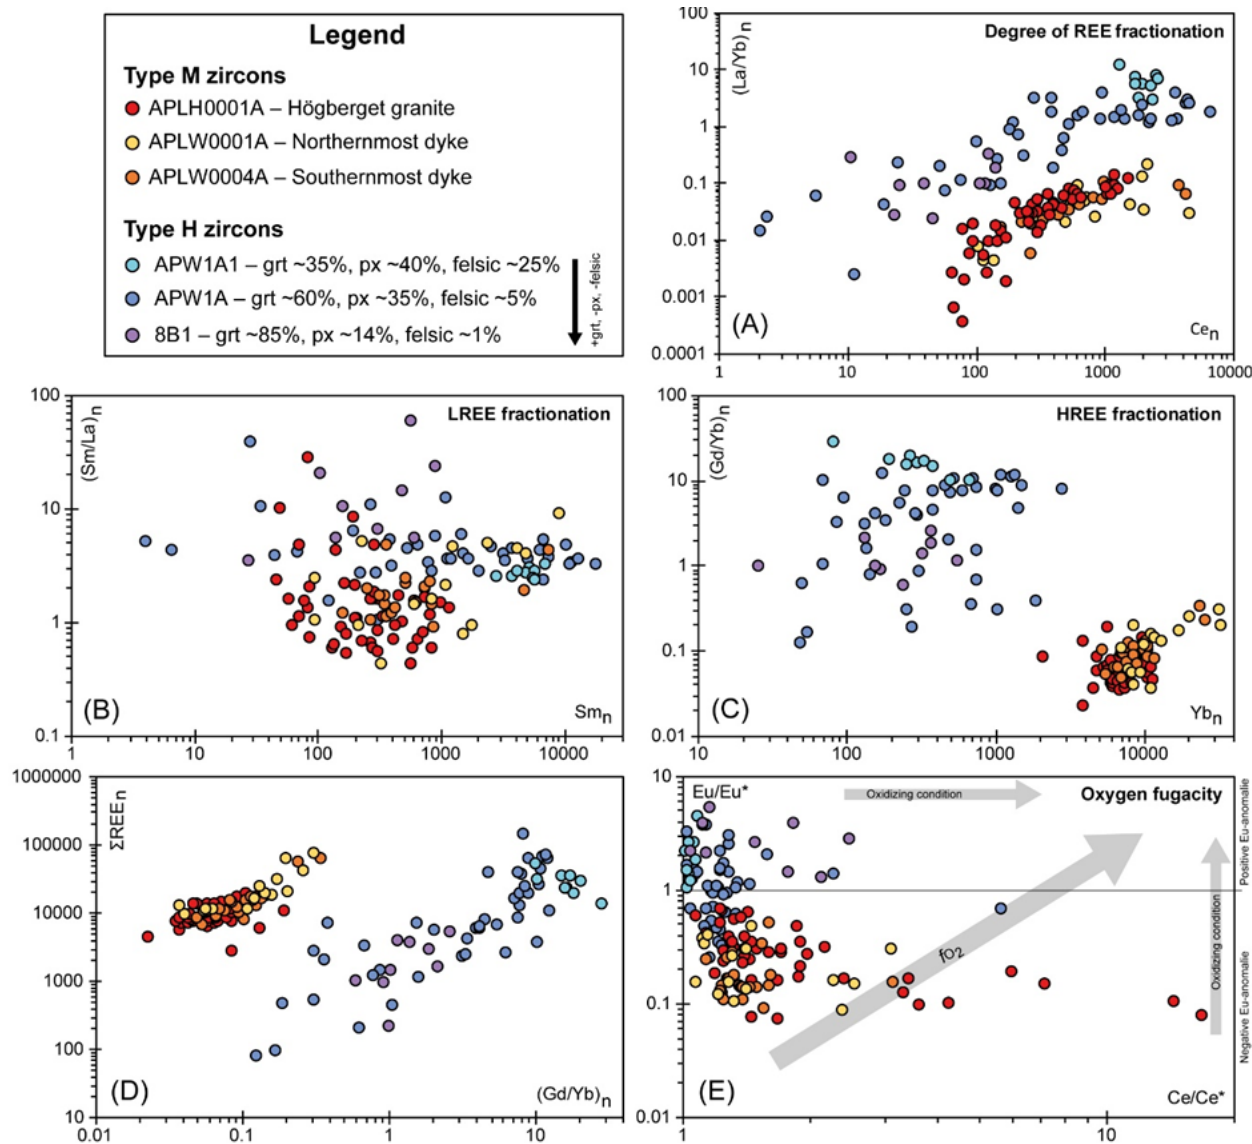 Legend
Type M zircons
APLH0001A – Högberget granite
APLW0001A – Northernmost dyke
APLW0004A – Southernmost dyke
Type H zircons
APW1A1 – grt ~35%, px ~40%, felsic ~25%
APW1A – grt ~60%, px ~35%, felsic ~5%
8B1 – grt ~85%, px ~14%, felsic ~1%
+grt, -px, -felsic
Degree of REE fractionation
(La/Yb)n
100
10
1
0.1
0.01
0.001
0.0001
(A)
Cen
1 10 100 1000 10000
LREE fractionation
(Sm/La)n
100
10
1
0.1
(B)
Smn
1 10 100 1000 10000
HREE fractionation
(Gd/Yb)n
100
10
1
0.1
0.01
(C)
Ybn
10 100 1000 10000
ΣREEn
1000000
100000
10000
1000
100
10
(D)
(Gd/Yb)n
0.01 0.1 1 10
Eu/Eu*
Oxidizing condition
Oxygen fugacity
10
1
0.1
0.01
fO2
Oxidizing condition
Positive Eu-anomalie
Negative Eu-anomalie
(E)
Ce/Ce*
1 10